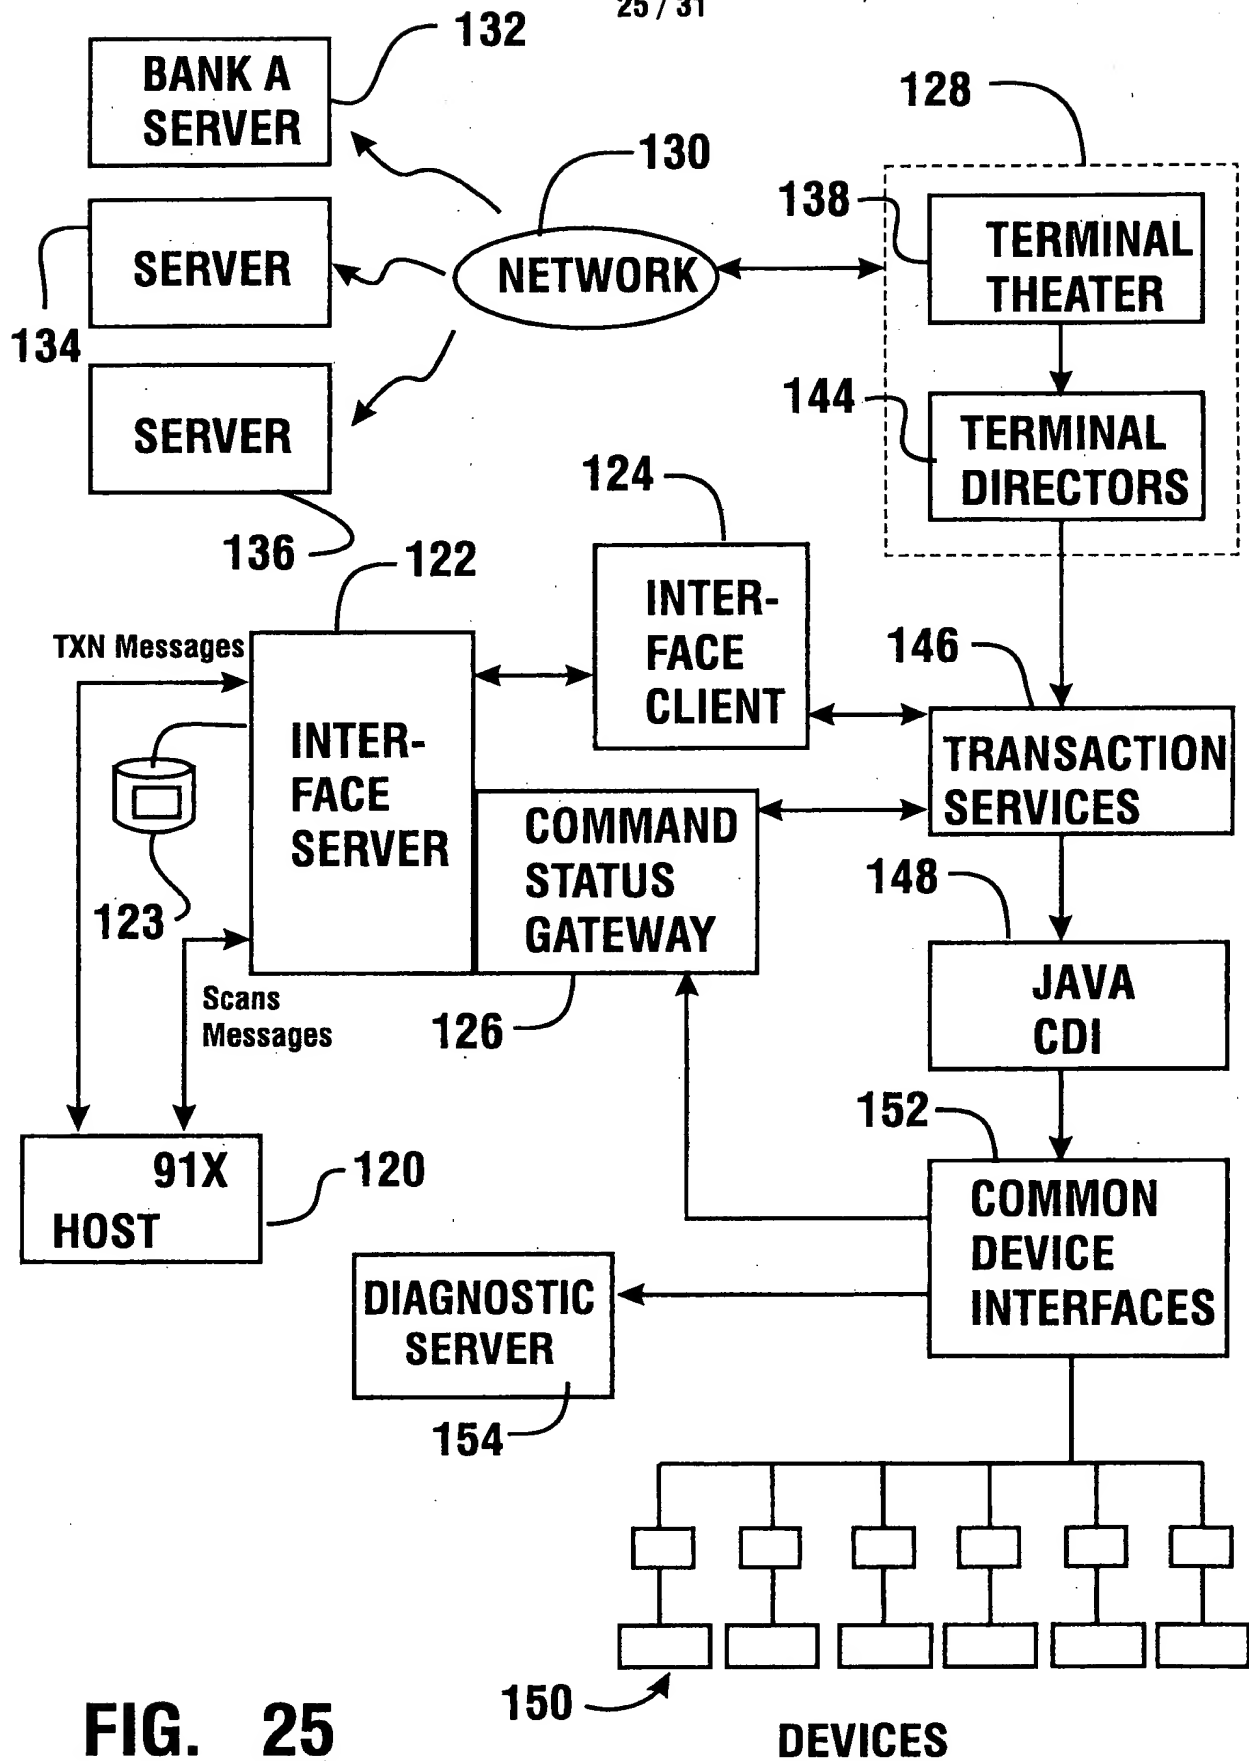 25 / 31
132
BANK A
SERVER
128
130
138
TERMINAL
THEATER
SERVER
NETWORK
134
144
TERMINAL
DIRECTORS
SERVER
124
136
122
INTER-
FACE
CLIENT
TXN Messages
146
INTER-
FACE
SERVER
TRANSACTION
SERVICES
COMMAND
STATUS
GATEWAY
148
123
JAVA
CDI
Scans
Messages
126
152
91X
HOST
120
COMMON
DEVICE
INTERFACES
DIAGNOSTIC
SERVER
154
150
DEVICES
FIG. 25